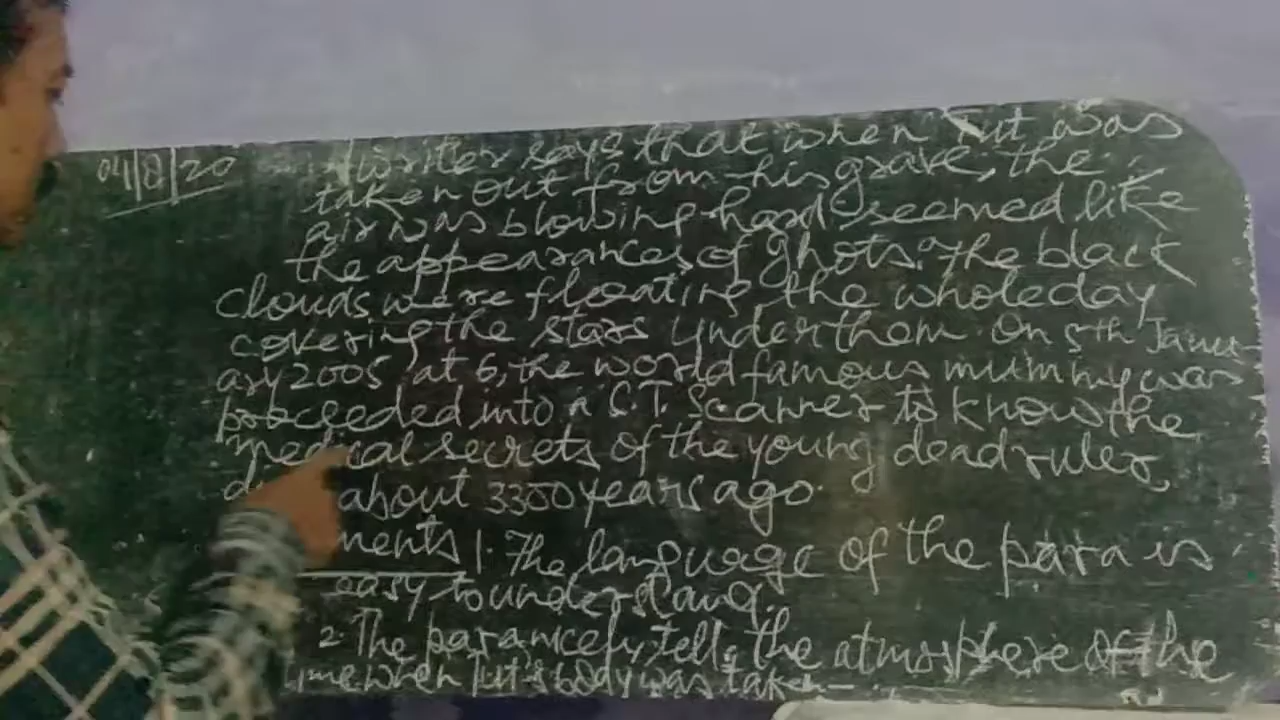 04/8/20
writer says that when Tut was
taken out from his grave, the
air was blowing hard seemed like
the appearances of ghots. The black
clouds were floating the wholeday
covering the stars under them On 5th Janu-
ary 2005 at 6, the world famous mummy was
proceeded into a C.T. Scanner to know the
medical secrets of the young dead ruler
about 3300 years ago.
ments 1. The language of the para is
easy to understand.
2. The para nicely tells the atmosphere of the
time when Tut's body was taken-